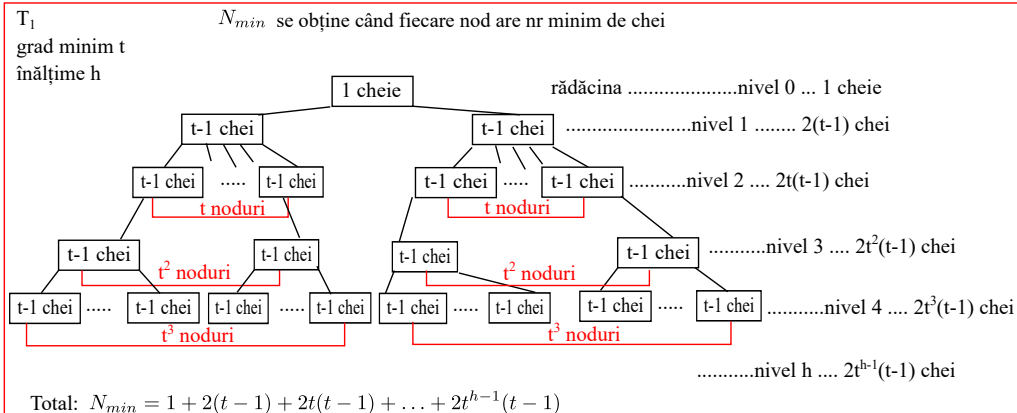 T₁ N_{min} se obține când fiecare nod are nr minim de chei
grad minim t
înălțime h
1 cheie rădăcina .......................nivel 0 ... 1 cheie
t-1 chei t-1 chei .......................nivel 1 ........ 2(t-1) chei
t-1 chei ..... t-1 chei t-1 chei ..... t-1 chei ...........nivel 2 .... 2t(t-1) chei
t noduri t noduri
t-1 chei t-1 chei t-1 chei t-1 chei ...........nivel 3 .... 2t²(t-1) chei
t² noduri t² noduri
t-1 chei ..... t-1 chei t-1 chei ..... t-1 chei t-1 chei ..... t-1 chei t-1 chei ..... t-1 chei ...........nivel 4 .... 2t³(t-1) chei
t³ noduri t³ noduri
...........nivel h .... 2t^{h-1}(t-1) chei
Total: N_{min} = 1 + 2(t − 1) + 2t(t − 1) + . . . + 2t^{h−1}(t − 1)